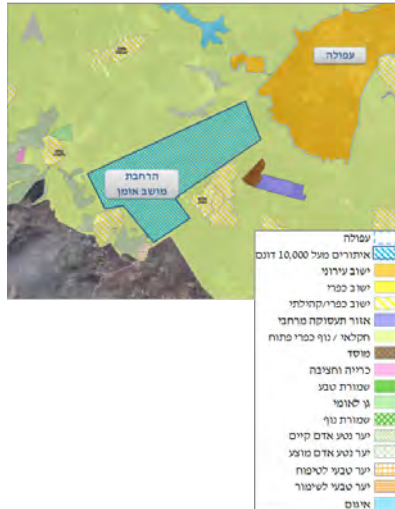 עפולה
הרחבת
מושב אומן
עפולה
איתורים מעל 10,000 דונם
ישוב עירוני
ישוב כפרי
ישוב כפרי/קהילתי
אזור תעסוקה מרחבי
חקלאי / נוף כפרי פתוח
מוסד
כרייה וחציבה
שמורת טבע
גן לאומי
שמורת נוף
יער נטע אדם קיים
יער נטע אדם מוצע
יער טבעי לטיפוח
יער טבעי לשימור
איגום